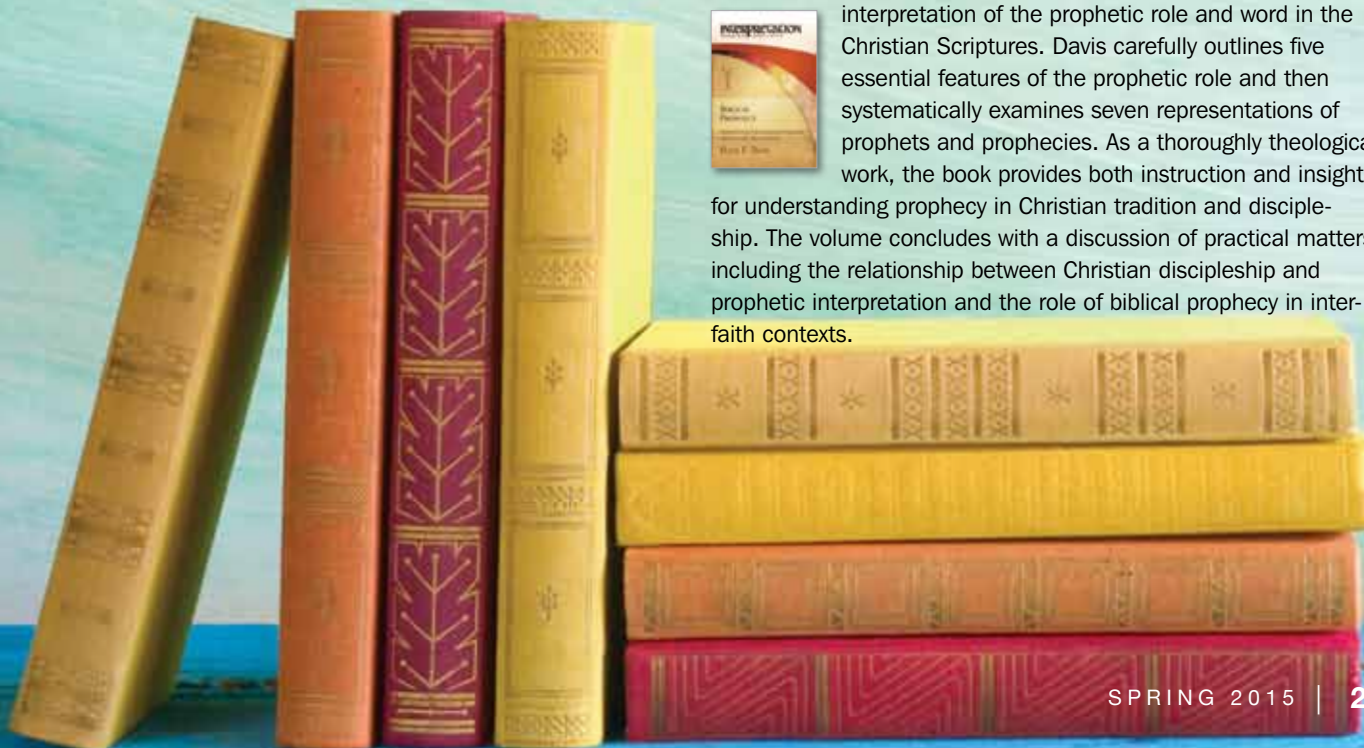 INTERPRETATION
interpretation of the prophetic role and word in the
Christian Scriptures. Davis carefully outlines five
essential features of the prophetic role and then
systematically examines seven representations of
prophets and prophecies. As a thoroughly theologica
work, the book provides both instruction and insight
for understanding prophecy in Christian tradition and disciple-
ship. The volume concludes with a discussion of practical matters
including the relationship between Christian discipleship and
prophetic interpretation and the role of biblical prophecy in inter-
faith contexts.
SPRING 2015 | 2